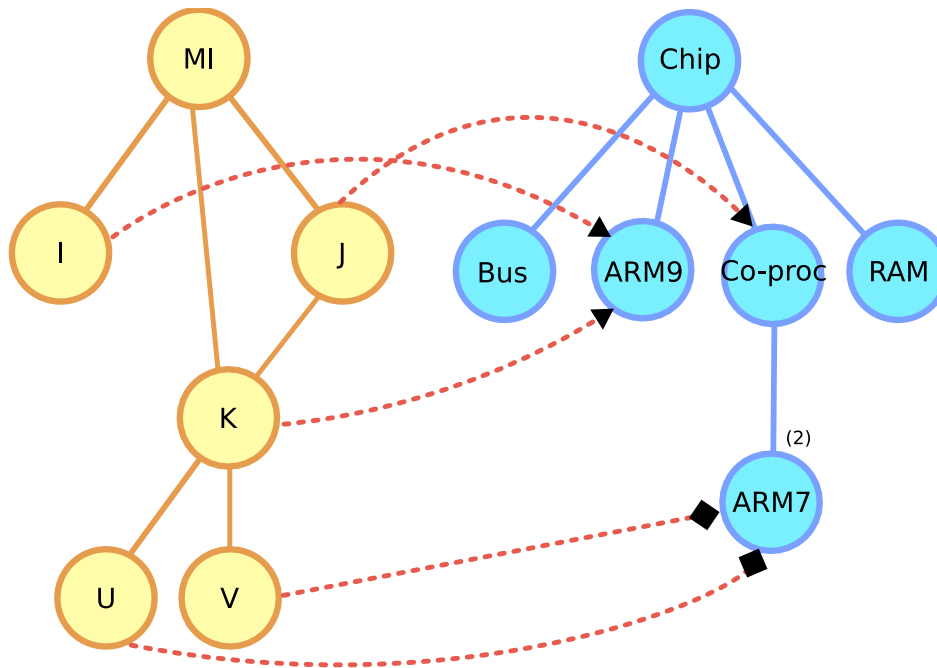 MI
Chip
I
J
Bus
ARM9
Co-proc
RAM
K
(2)
ARM7
U
V